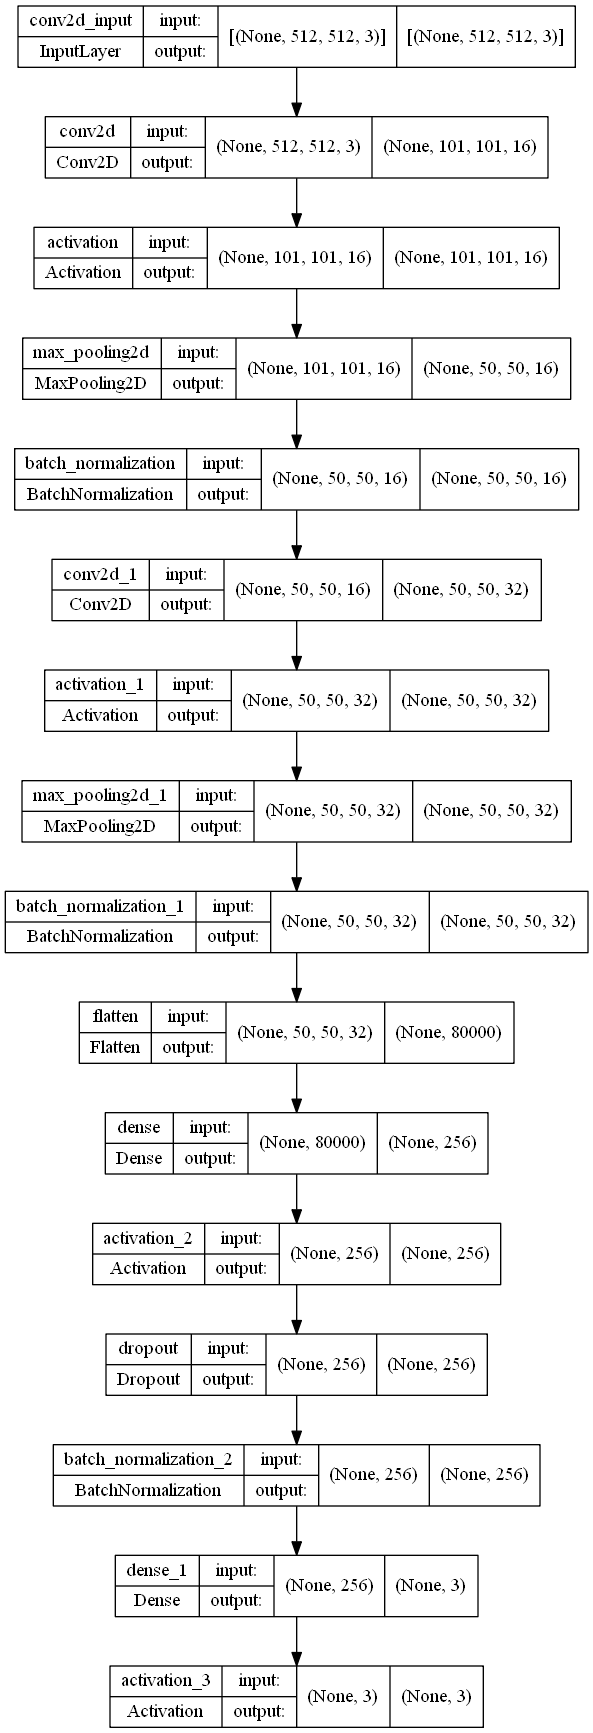 conv2d_input input: [(None, 512, 512, 3)] [(None, 512, 512, 3)]
InputLayer output:
conv2d input: (None, 512, 512, 3) (None, 101, 101, 16)
Conv2D output:
activation input: (None, 101, 101, 16) (None, 101, 101, 16)
Activation output:
max_pooling2d input: (None, 101, 101, 16) (None, 50, 50, 16)
MaxPooling2D output:
batch_normalization input: (None, 50, 50, 16) (None, 50, 50, 16)
BatchNormalization output:
conv2d_1 input: (None, 50, 50, 16) (None, 50, 50, 32)
Conv2D output:
activation_1 input: (None, 50, 50, 32) (None, 50, 50, 32)
Activation output:
max_pooling2d_1 input: (None, 50, 50, 32) (None, 50, 50, 32)
MaxPooling2D output:
batch_normalization_1 input: (None, 50, 50, 32) (None, 50, 50, 32)
BatchNormalization output:
flatten input: (None, 50, 50, 32) (None, 80000)
Flatten output:
dense input: (None, 80000) (None, 256)
Dense output:
activation_2 input: (None, 256) (None, 256)
Activation output:
dropout input: (None, 256) (None, 256)
Dropout output:
batch_normalization_2 input: (None, 256) (None, 256)
BatchNormalization output:
dense_1 input: (None, 256) (None, 3)
Dense output:
activation_3 input: (None, 3) (None, 3)
Activation output: